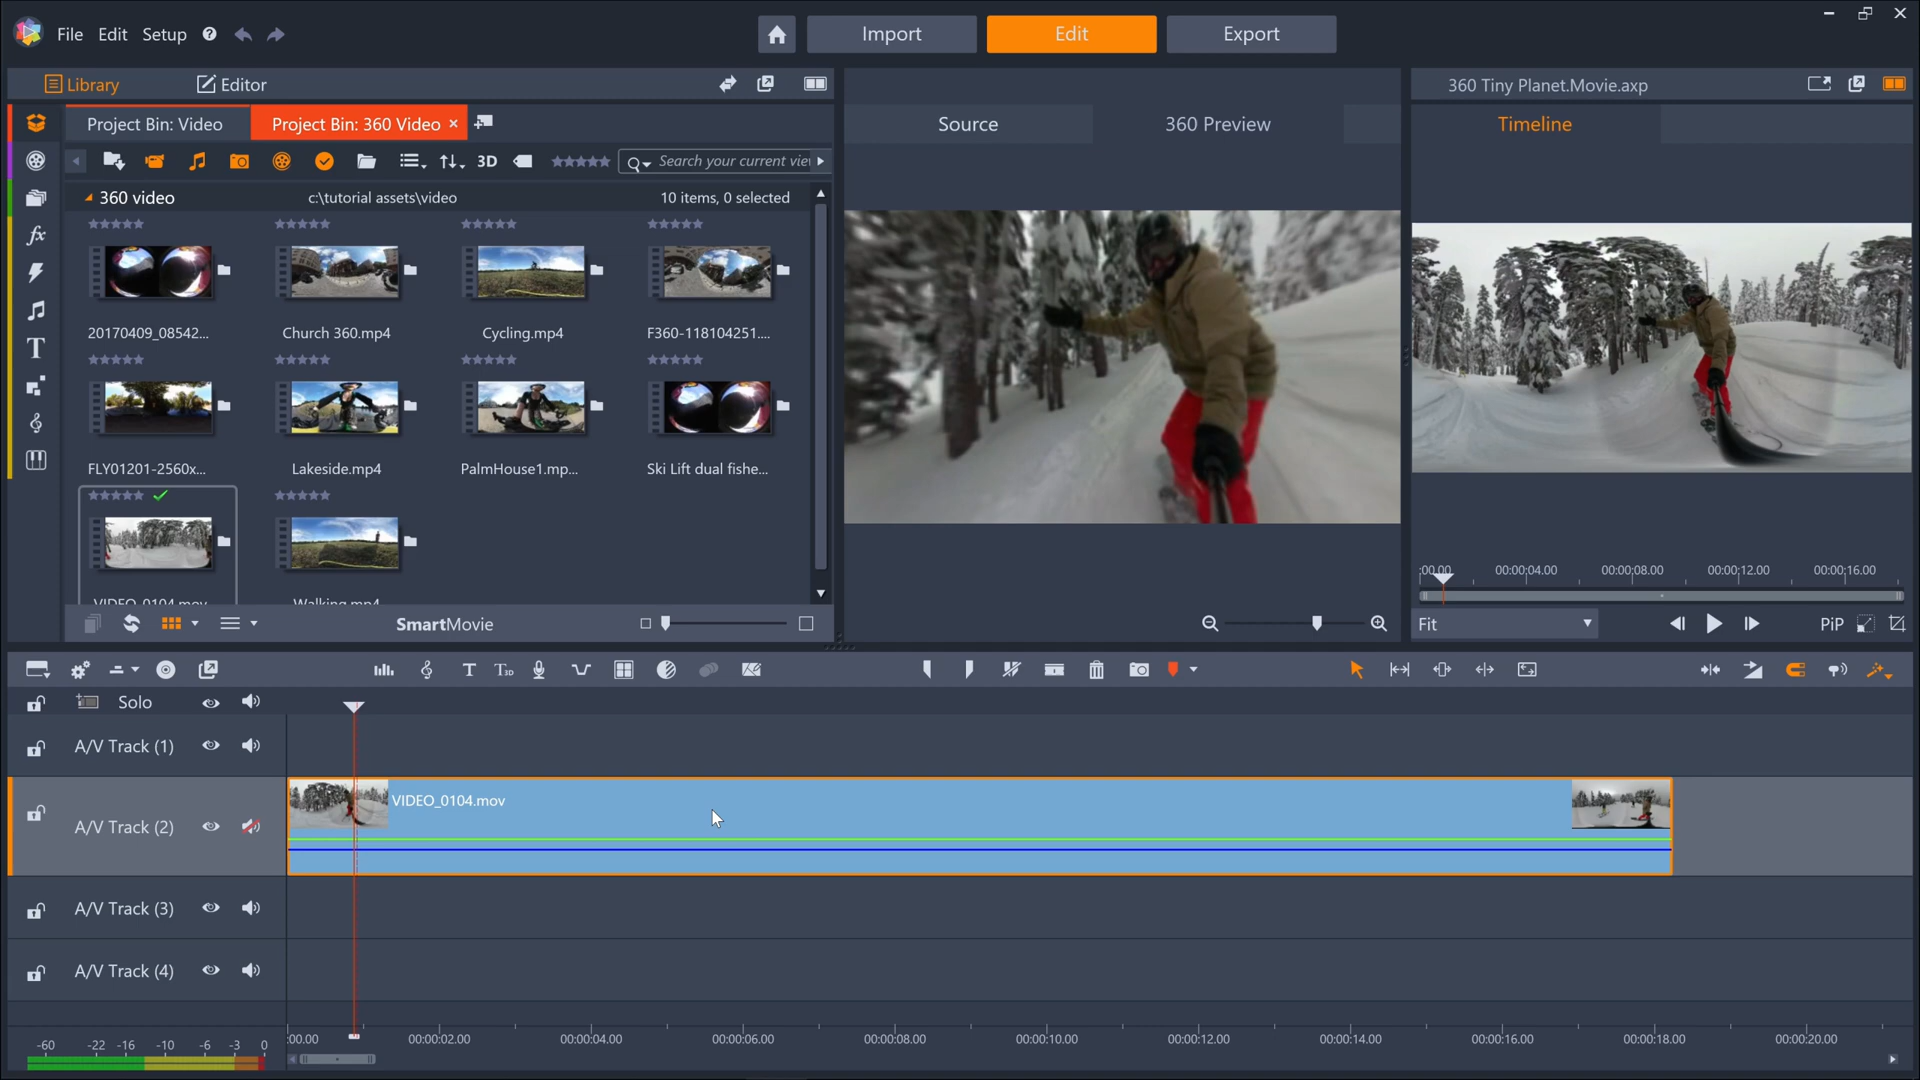 File Edit Setup
Import
Edit
Export
Library
Editor
360 Tiny Planet.Movie.axp
Project Bin: Video
Project Bin: 360 Video
Source
360 Preview
Timeline
3D
Search your current vie
360 video
c:\tutorial assets\video
10 items, 0 selected
20170409_08542...
Church 360.mp4
Cycling.mp4
F360-118104251....
FLY01201-2560x...
Lakeside.mp4
PalmHouse1.mp...
Ski Lift dual fishe...
VIDEO_0104.mov
Walking.mp4
;00.00 00:00:04.00 00:00:08.00 00:00:12.00 00:00:16.00
SmartMovie
Fit
PiP
T T3D
Solo
A/V Track (1)
VIDEO_0104.mov
A/V Track (2)
A/V Track (3)
A/V Track (4)
:00.00 00:00:02.00 00:00:04.00 00:00:06.00 00:00:08.00 00:00:10.00 00:00:12.00 00:00:14.00 00:00:16.00 00:00:18.00 00:00:20.00
-60 -22 -16 -10 -6 -3 0